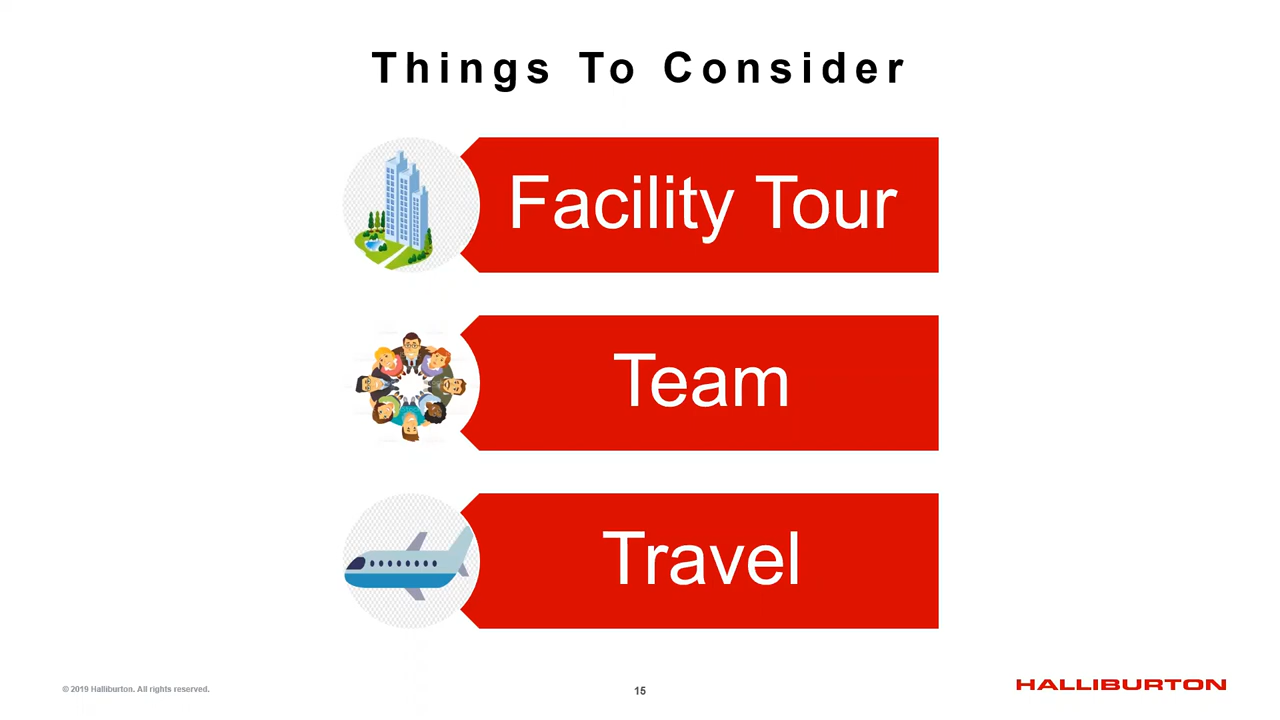 Things To Consider
Facility Tour
Team
Travel
© 2019 Halliburton. All rights reserved.
15
HALLIBURTON